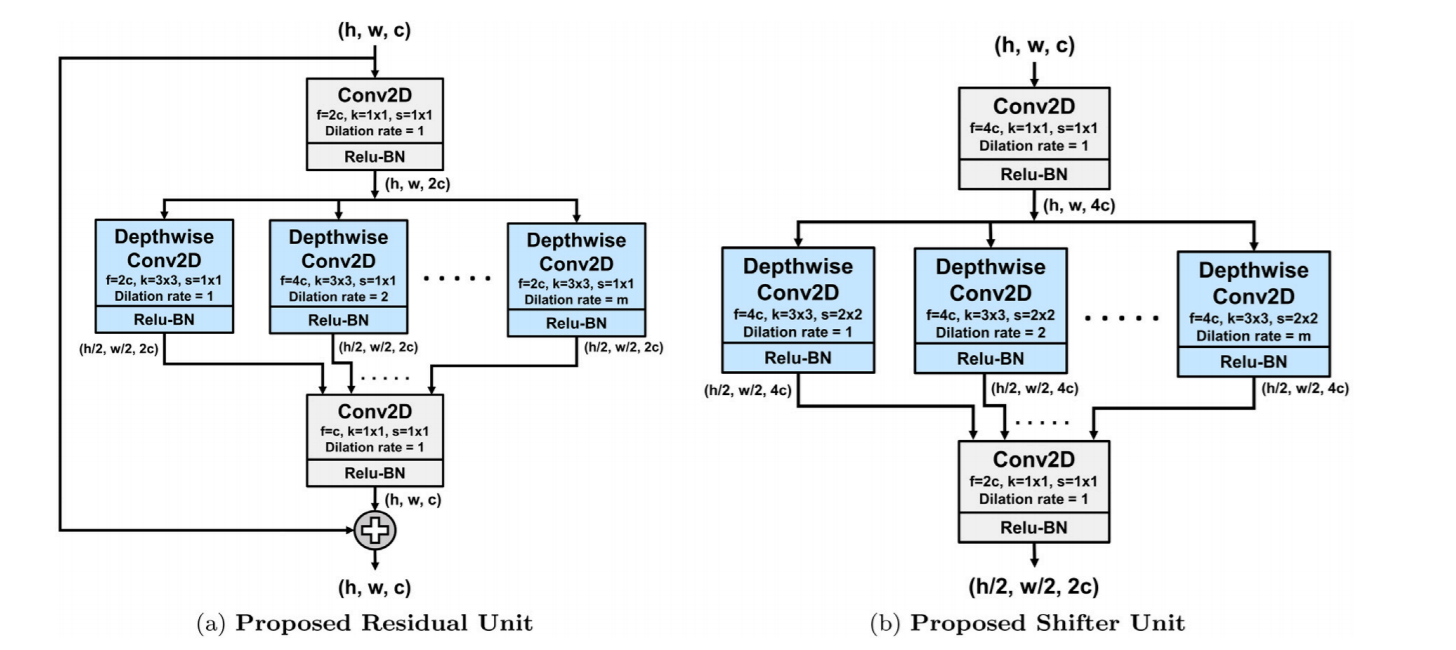 (h, w, c)
Conv2D
f=2c, k=1x1, s=1x1
Dilation rate = 1
Relu-BN
(h, w, 2c)
Depthwise
Conv2D
f=2c, k=3x3, s=1x1
Dilation rate = 1
Relu-BN
(h/2, w/2, 2c)
Depthwise
Conv2D
f=4c, k=3x3, s=1x1
Dilation rate = 2
Relu-BN
(h/2, w/2, 2c)
Depthwise
Conv2D
f=2c, k=3x3, s=1x1
Dilation rate = m
Relu-BN
(h/2, w/2, 2c)
Conv2D
f=c, k=1x1, s=1x1
Dilation rate = 1
Relu-BN
(h, w, c)
(h, w, c)
(a) Proposed Residual Unit
(h, w, c)
Conv2D
f=4c, k=1x1, s=1x1
Dilation rate = 1
Relu-BN
(h, w, 4c)
Depthwise
Conv2D
f=4c, k=3x3, s=2x2
Dilation rate = 1
Relu-BN
(h/2, w/2, 4c)
Depthwise
Conv2D
f=4c, k=3x3, s=2x2
Dilation rate = 2
Relu-BN
(h/2, w/2, 4c)
Depthwise
Conv2D
f=4c, k=3x3, s=2x2
Dilation rate = m
Relu-BN
(h/2, w/2, 4c)
Conv2D
f=2c, k=1x1, s=1x1
Dilation rate = 1
Relu-BN
(h/2, w/2, 2c)
(b) Proposed Shifter Unit